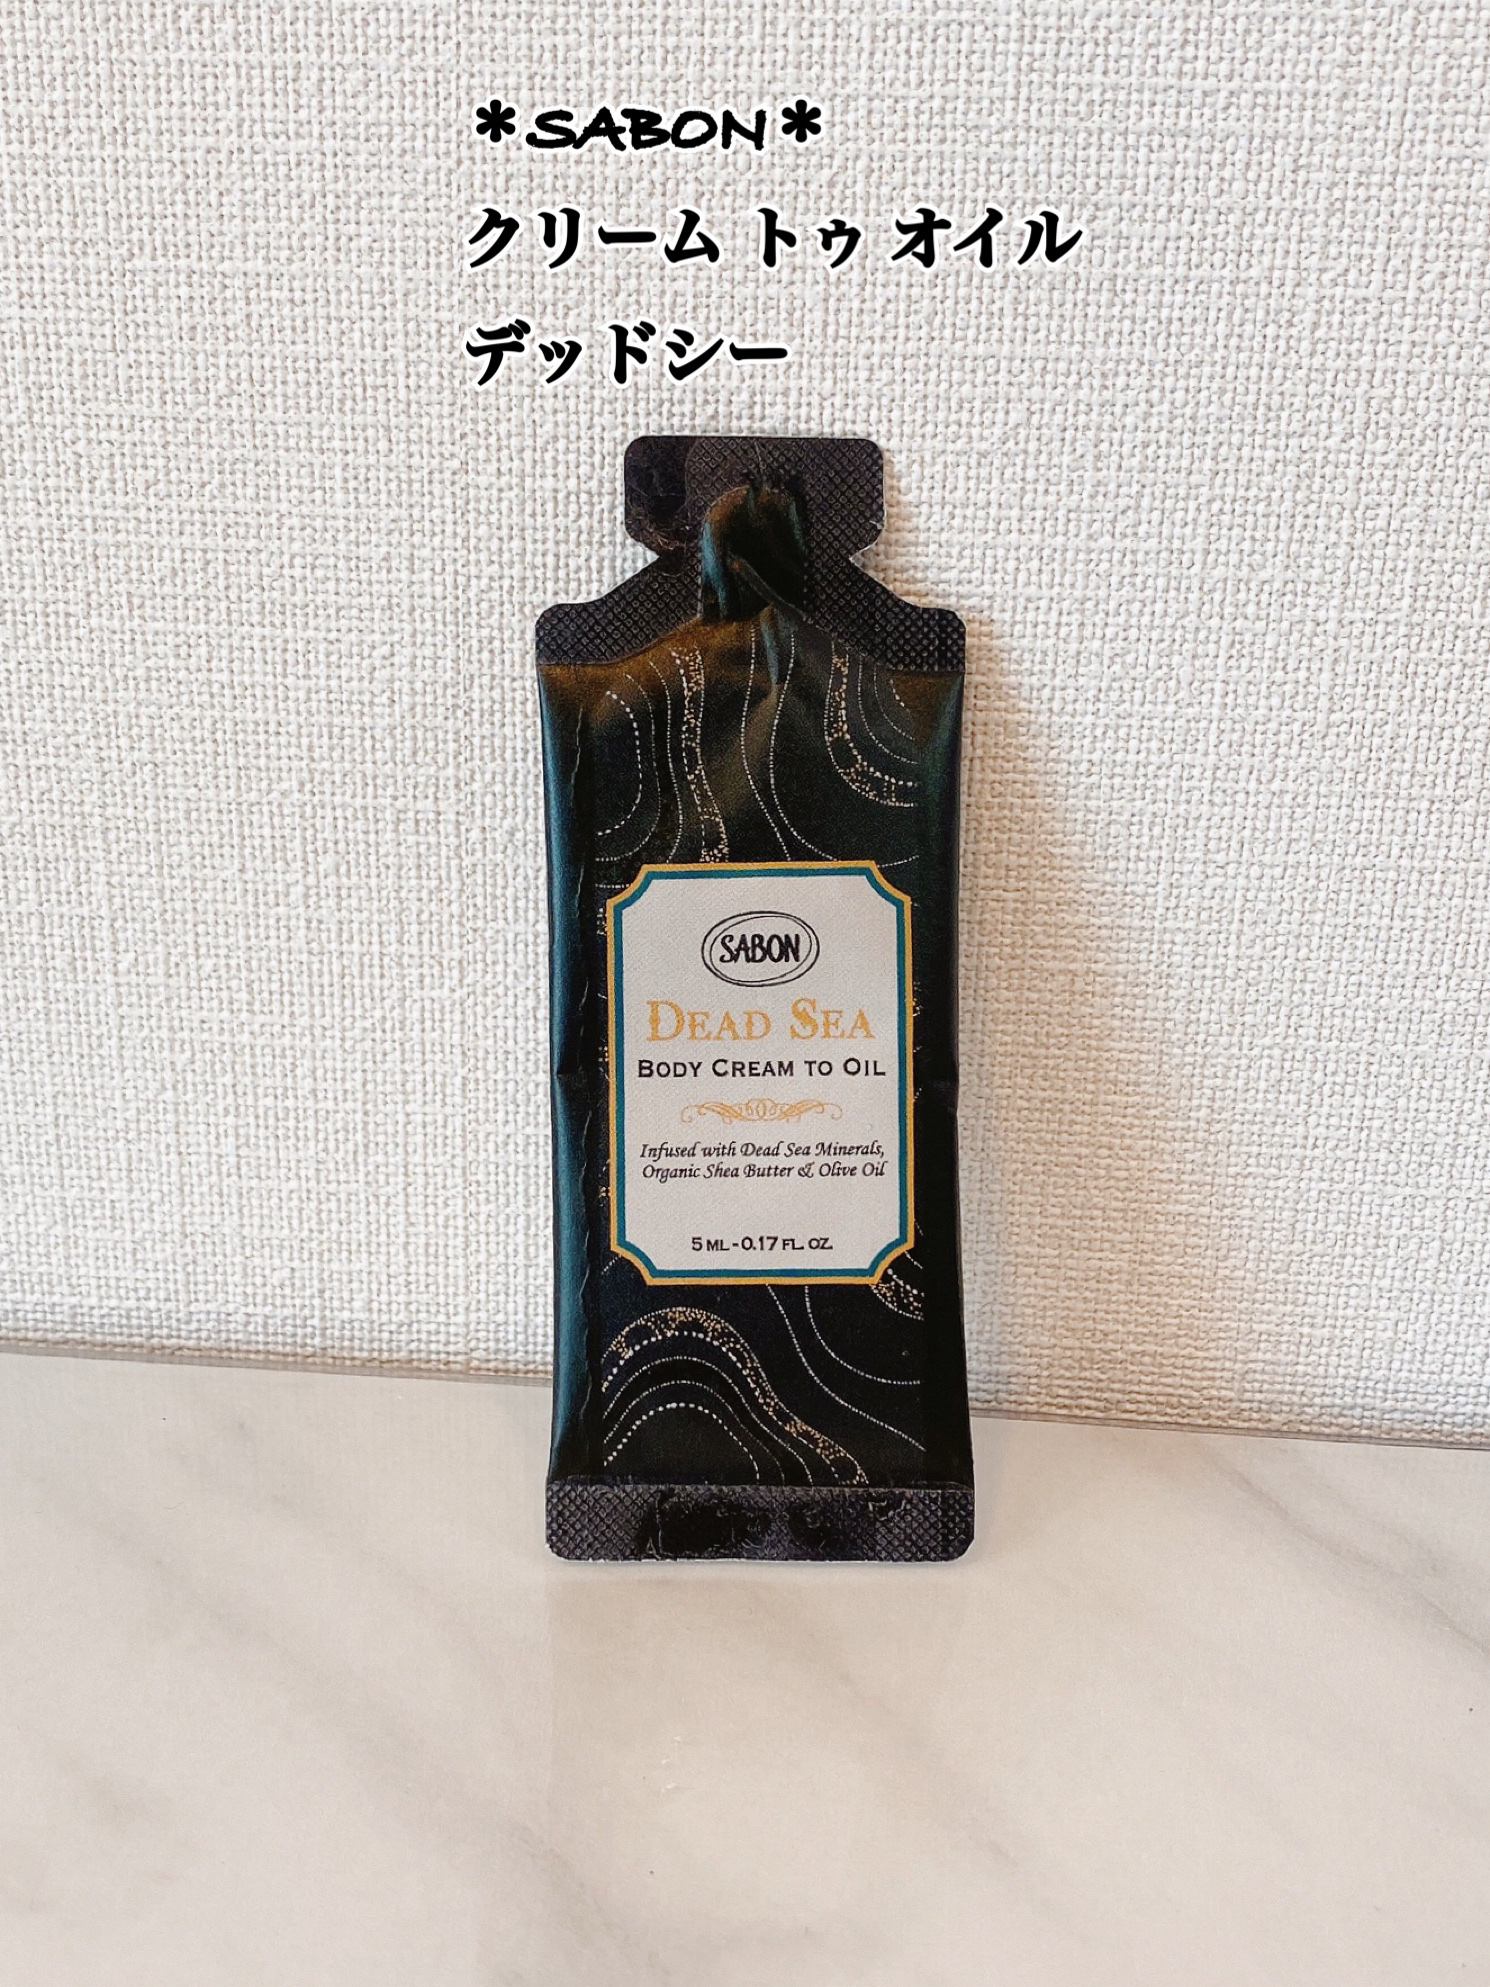 ＊SABON＊
クリーム トゥ オイル
デッドシー
SABON
DEAD SEA
BODY CREAM TO OIL
Infused with Dead Sea Minerals,
Organic Shea Butter & Olive Oil
5 ML - 0.17 FL. OZ.